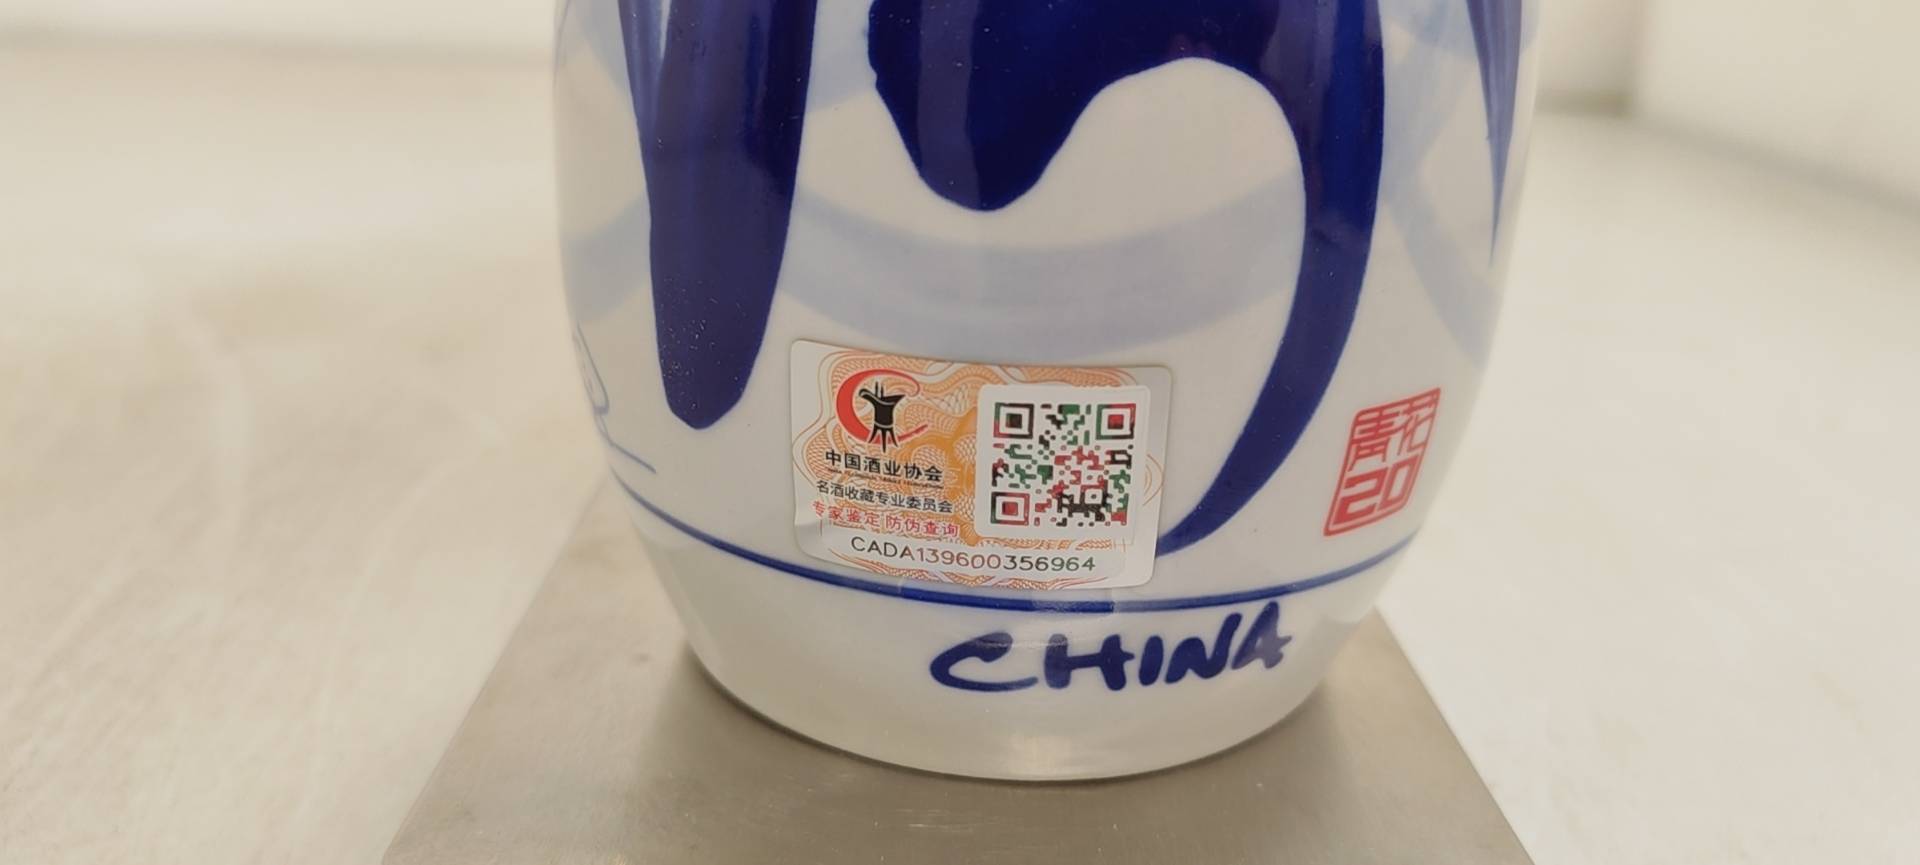 中国酒业协会
名酒收藏专业委员会
专家鉴定 防伪查询
CADA139600356964
青花
20
CHINA